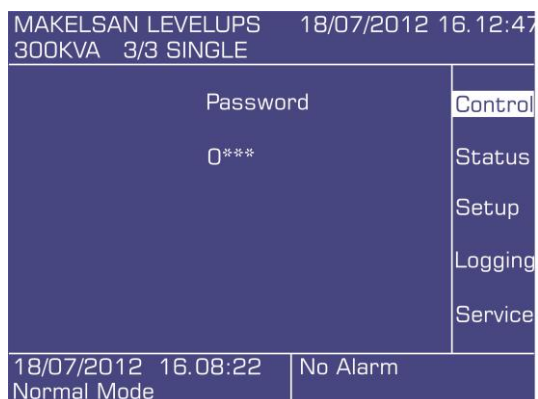 MAKELSAN LEVELUPS 18/07/2012 16.12:47
300KVA 3/3 SINGLE
Password
0***
Control
Status
Setup
Logging
Service
18/07/2012 16.08:22 No Alarm
Normal Mode